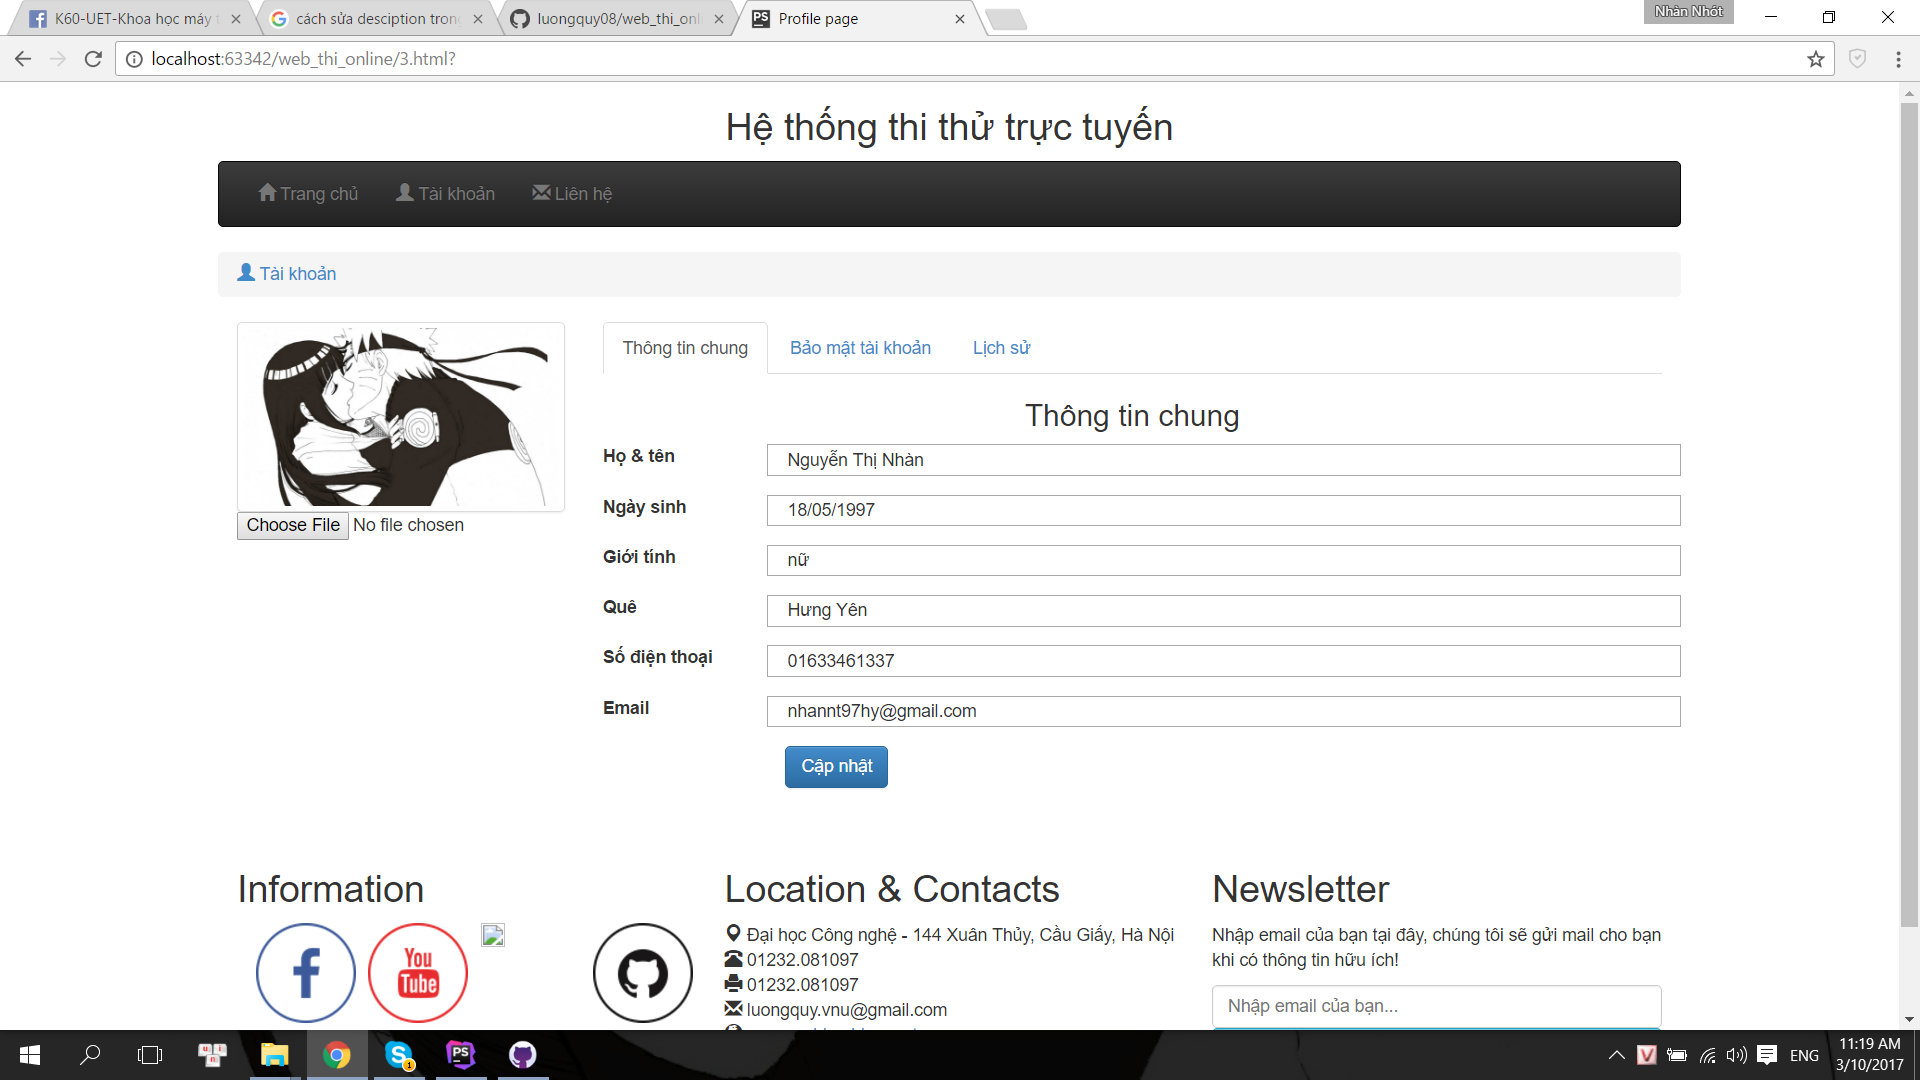 K60-UET-Khoa học máy t
cách sửa desciption tron
luongquy08/web_thi_onl
Profile page
Nhàn Nhót
localhost:63342/web_thi_online/3.html?
Hệ thống thi thử trực tuyến
Trang chủ
Tài khoản
Liên hệ
Tài khoản
Thông tin chung
Bảo mật tài khoản
Lịch sử
Choose File No file chosen
Thông tin chung
Họ & tên
Nguyễn Thị Nhàn
Ngày sinh
18/05/1997
Giới tính
nữ
Quê
Hưng Yên
Số điện thoại
01633461337
Email
nhannt97hy@gmail.com
Cập nhật
Information
You
Tube
Location & Contacts
Đại học Công nghệ - 144 Xuân Thủy, Cầu Giấy, Hà Nội
01232.081097
01232.081097
luongquy.vnu@gmail.com
Newsletter
Nhập email của bạn tại đây, chúng tôi sẽ gửi mail cho bạn
khi có thông tin hữu ích!
Nhập email của bạn...
ENG
11:19 AM
3/10/2017